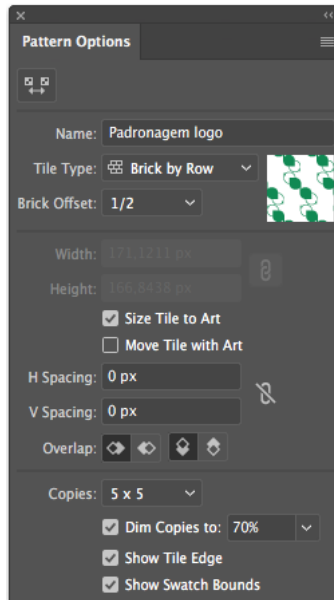 Pattern Options
Name: Padronagem logo
Tile Type: Brick by Row
Brick Offset: 1/2
Width: 171,1211 px
Height: 166,8438 px
Size Tile to Art
Move Tile with Art
H Spacing: 0 px
V Spacing: 0 px
Overlap:
Copies: 5 x 5
Dim Copies to: 70%
Show Tile Edge
Show Swatch Bounds